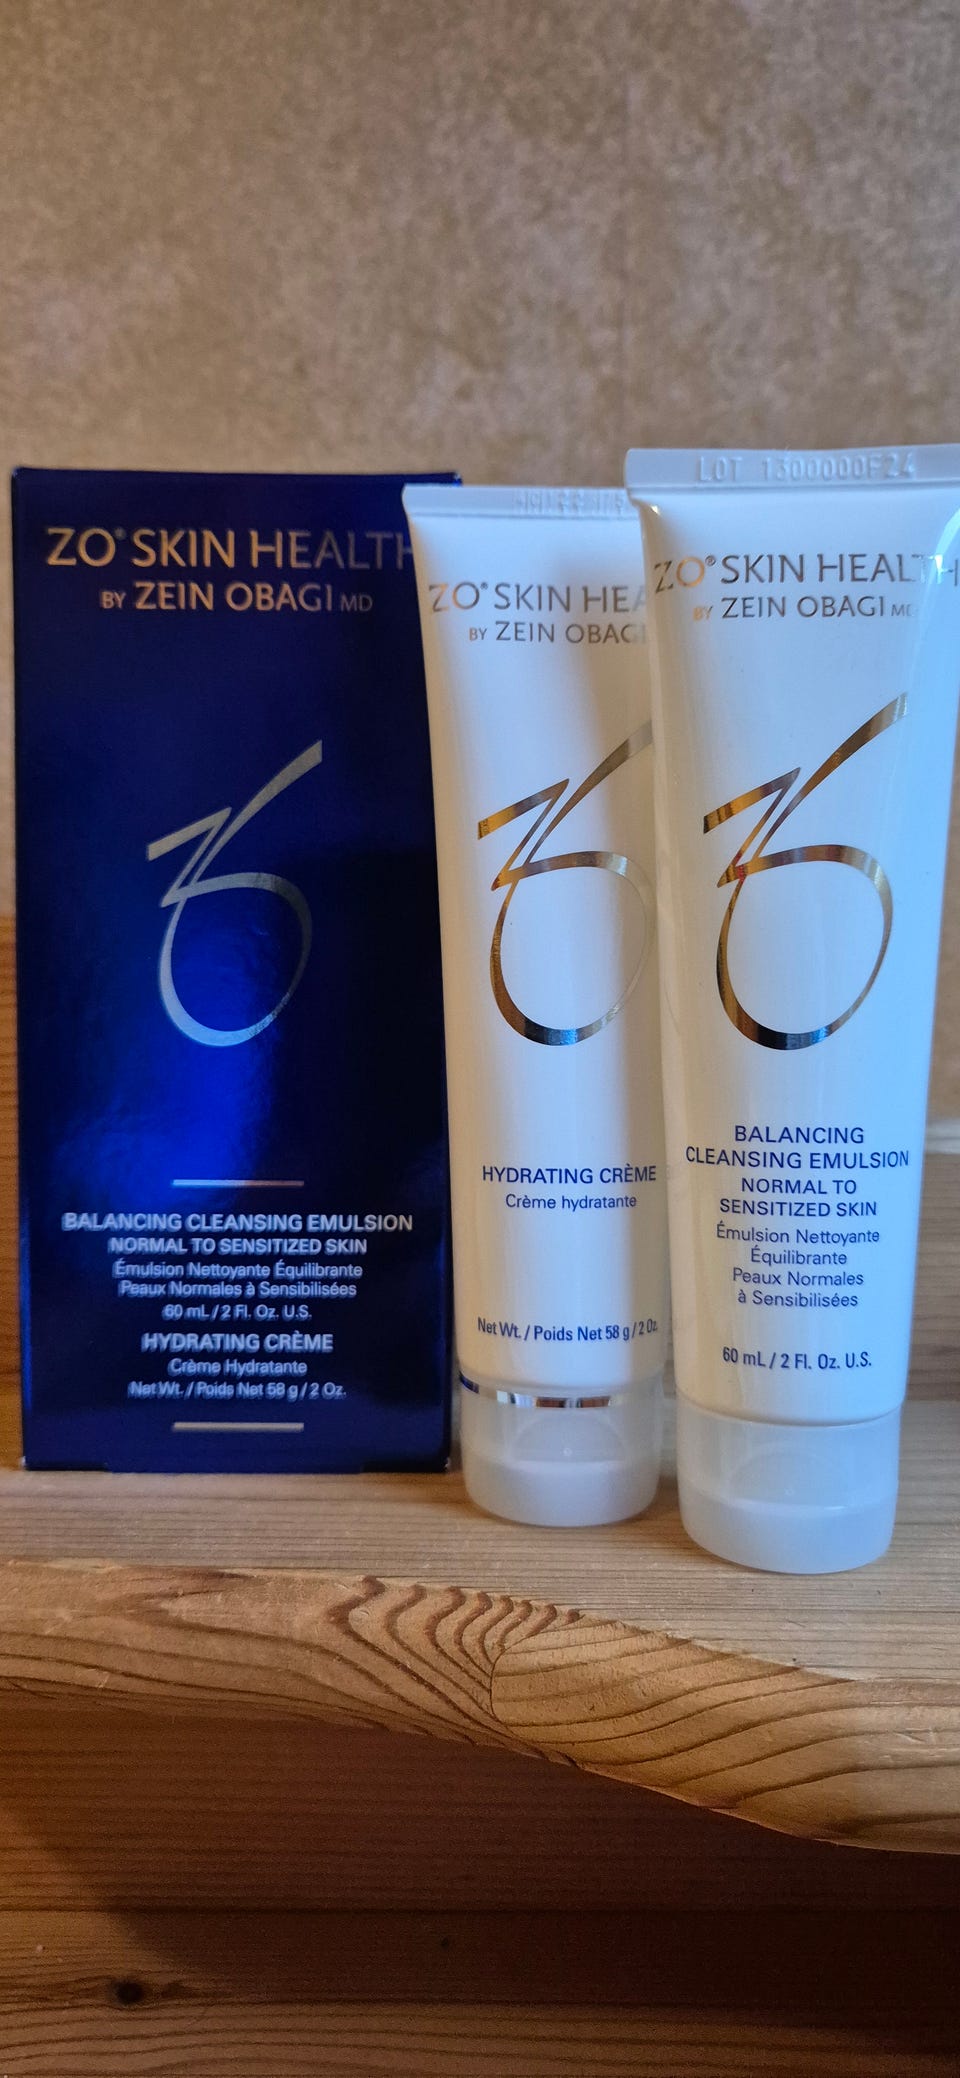 ZO® SKIN HEALTH
BY ZEIN OBAGI MD
BALANCING CLEANSING EMULSION
NORMAL TO SENSITIZED SKIN
Émulsion Nettoyante Équilibrante
Peaux Normales à Sensibilisées
60 mL / 2 Fl. Oz. U.S.
HYDRATING CRÈME
Crème Hydratante
Net Wt. / Poids Net 58 g / 2 Oz.
ZO® SKIN HEA
BY ZEIN OBAGI
HYDRATING CRÈME
Crème hydratante
Net Wt. / Poids Net 58 g / 2 Oz.
LOT 1300000F24
ZO® SKIN HEALTH
BY ZEIN OBAGI MD
BALANCING
CLEANSING EMULSION
NORMAL TO
SENSITIZED SKIN
Émulsion Nettoyante
Équilibrante
Peaux Normales
à Sensibilisées
60 mL / 2 Fl. Oz. U.S.